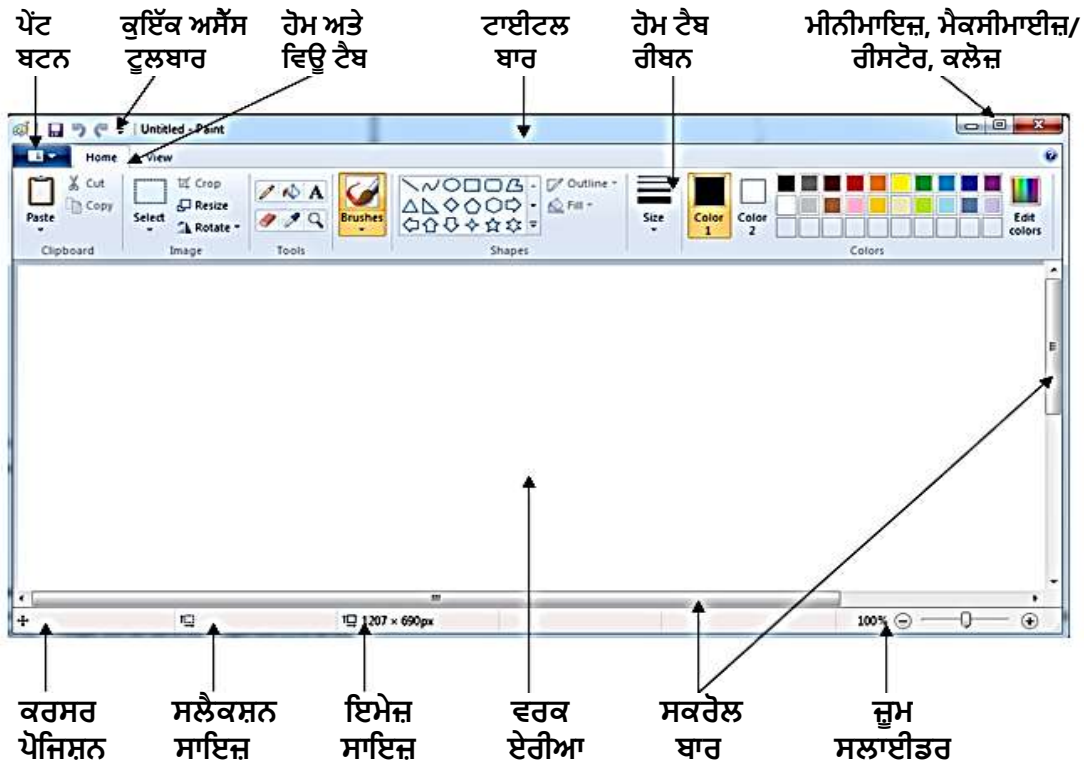 ਪੇਂਟ ਕੁਇੱਕ ਅਸੈੱਸ ਹੋਮ ਅਤੇ ਟਾਈਟਲ ਹੋਮ ਟੈਬ ਮੀਨੀਮਾਇਜ਼, ਮੈਕਸੀਮਾਈਜ਼/
ਬਟਨ ਟੂਲਬਾਰ ਵਿਊ ਟੈਬ ਬਾਰ ਰੀਬਨ ਰੀਸਟੋਰ, ਕਲੋਜ਼
Untitled - Paint
Home View
Cut Crop Outline
Copy Resize Fill
Paste Select Rotate Brushes Size Color Color Edit
1 2 colors
Clipboard Image Tools Shapes Colors
1207 × 690px 100%
ਕਰਸਰ ਸਲੈਕਸ਼ਨ ਇਮੇਜ਼ ਵਰਕ ਸਕਰੋਲ ਜ਼ੂਮ
ਪੋਜਿਸ਼ਨ ਸਾਇਜ਼ ਸਾਇਜ਼ ਏਰੀਆ ਬਾਰ ਸਲਾਈਡਰ